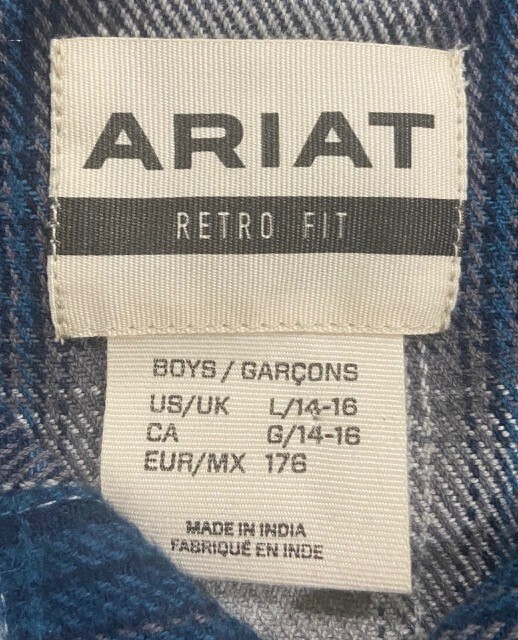 ARIAT
RETRO FIT
BOYS / GARÇONS
US/UK L/14-16
CA G/14-16
EUR/MX 176
MADE IN INDIA
FABRIQUÉ EN INDE